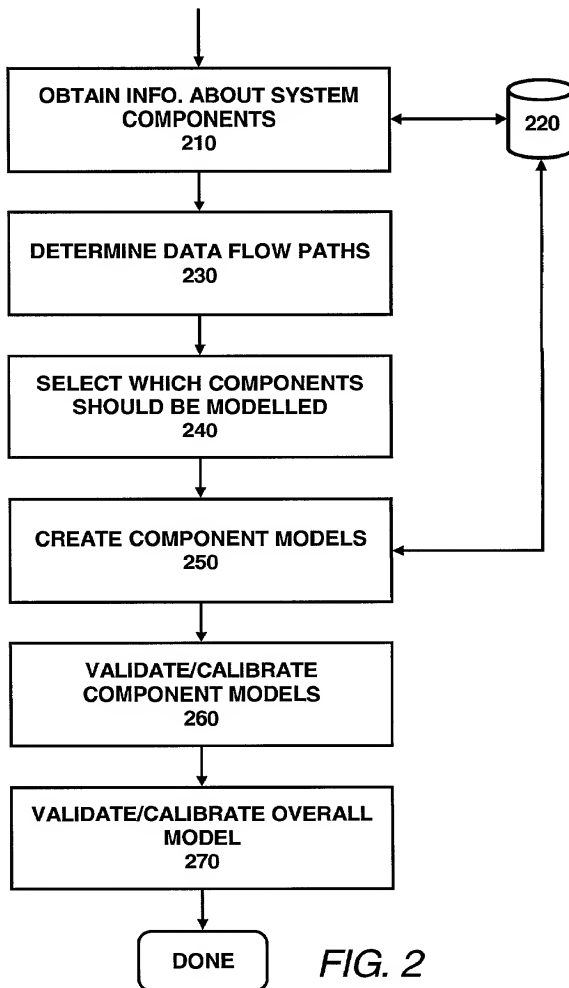 OBTAIN INFO. ABOUT SYSTEM
COMPONENTS
210
220
DETERMINE DATA FLOW PATHS
230
SELECT WHICH COMPONENTS
SHOULD BE MODELLED
240
CREATE COMPONENT MODELS
250
VALIDATE/CALIBRATE
COMPONENT MODELS
260
VALIDATE/CALIBRATE OVERALL
MODEL
270
DONE
FIG. 2